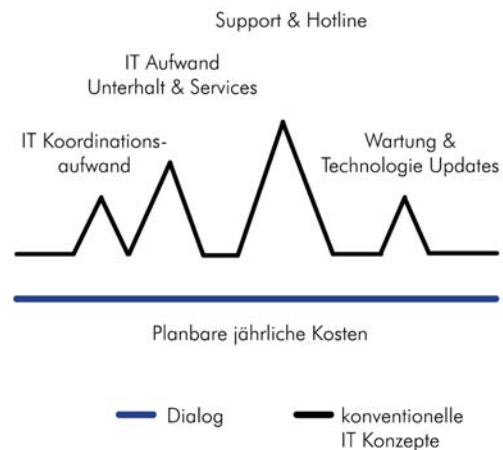 Support & Hotline
IT Aufwand
Unterhalt & Services
IT Koordinations-
aufwand
Wartung &
Technologie Updates
Planbare jährliche Kosten
Dialog
konventionelle
IT Konzepte